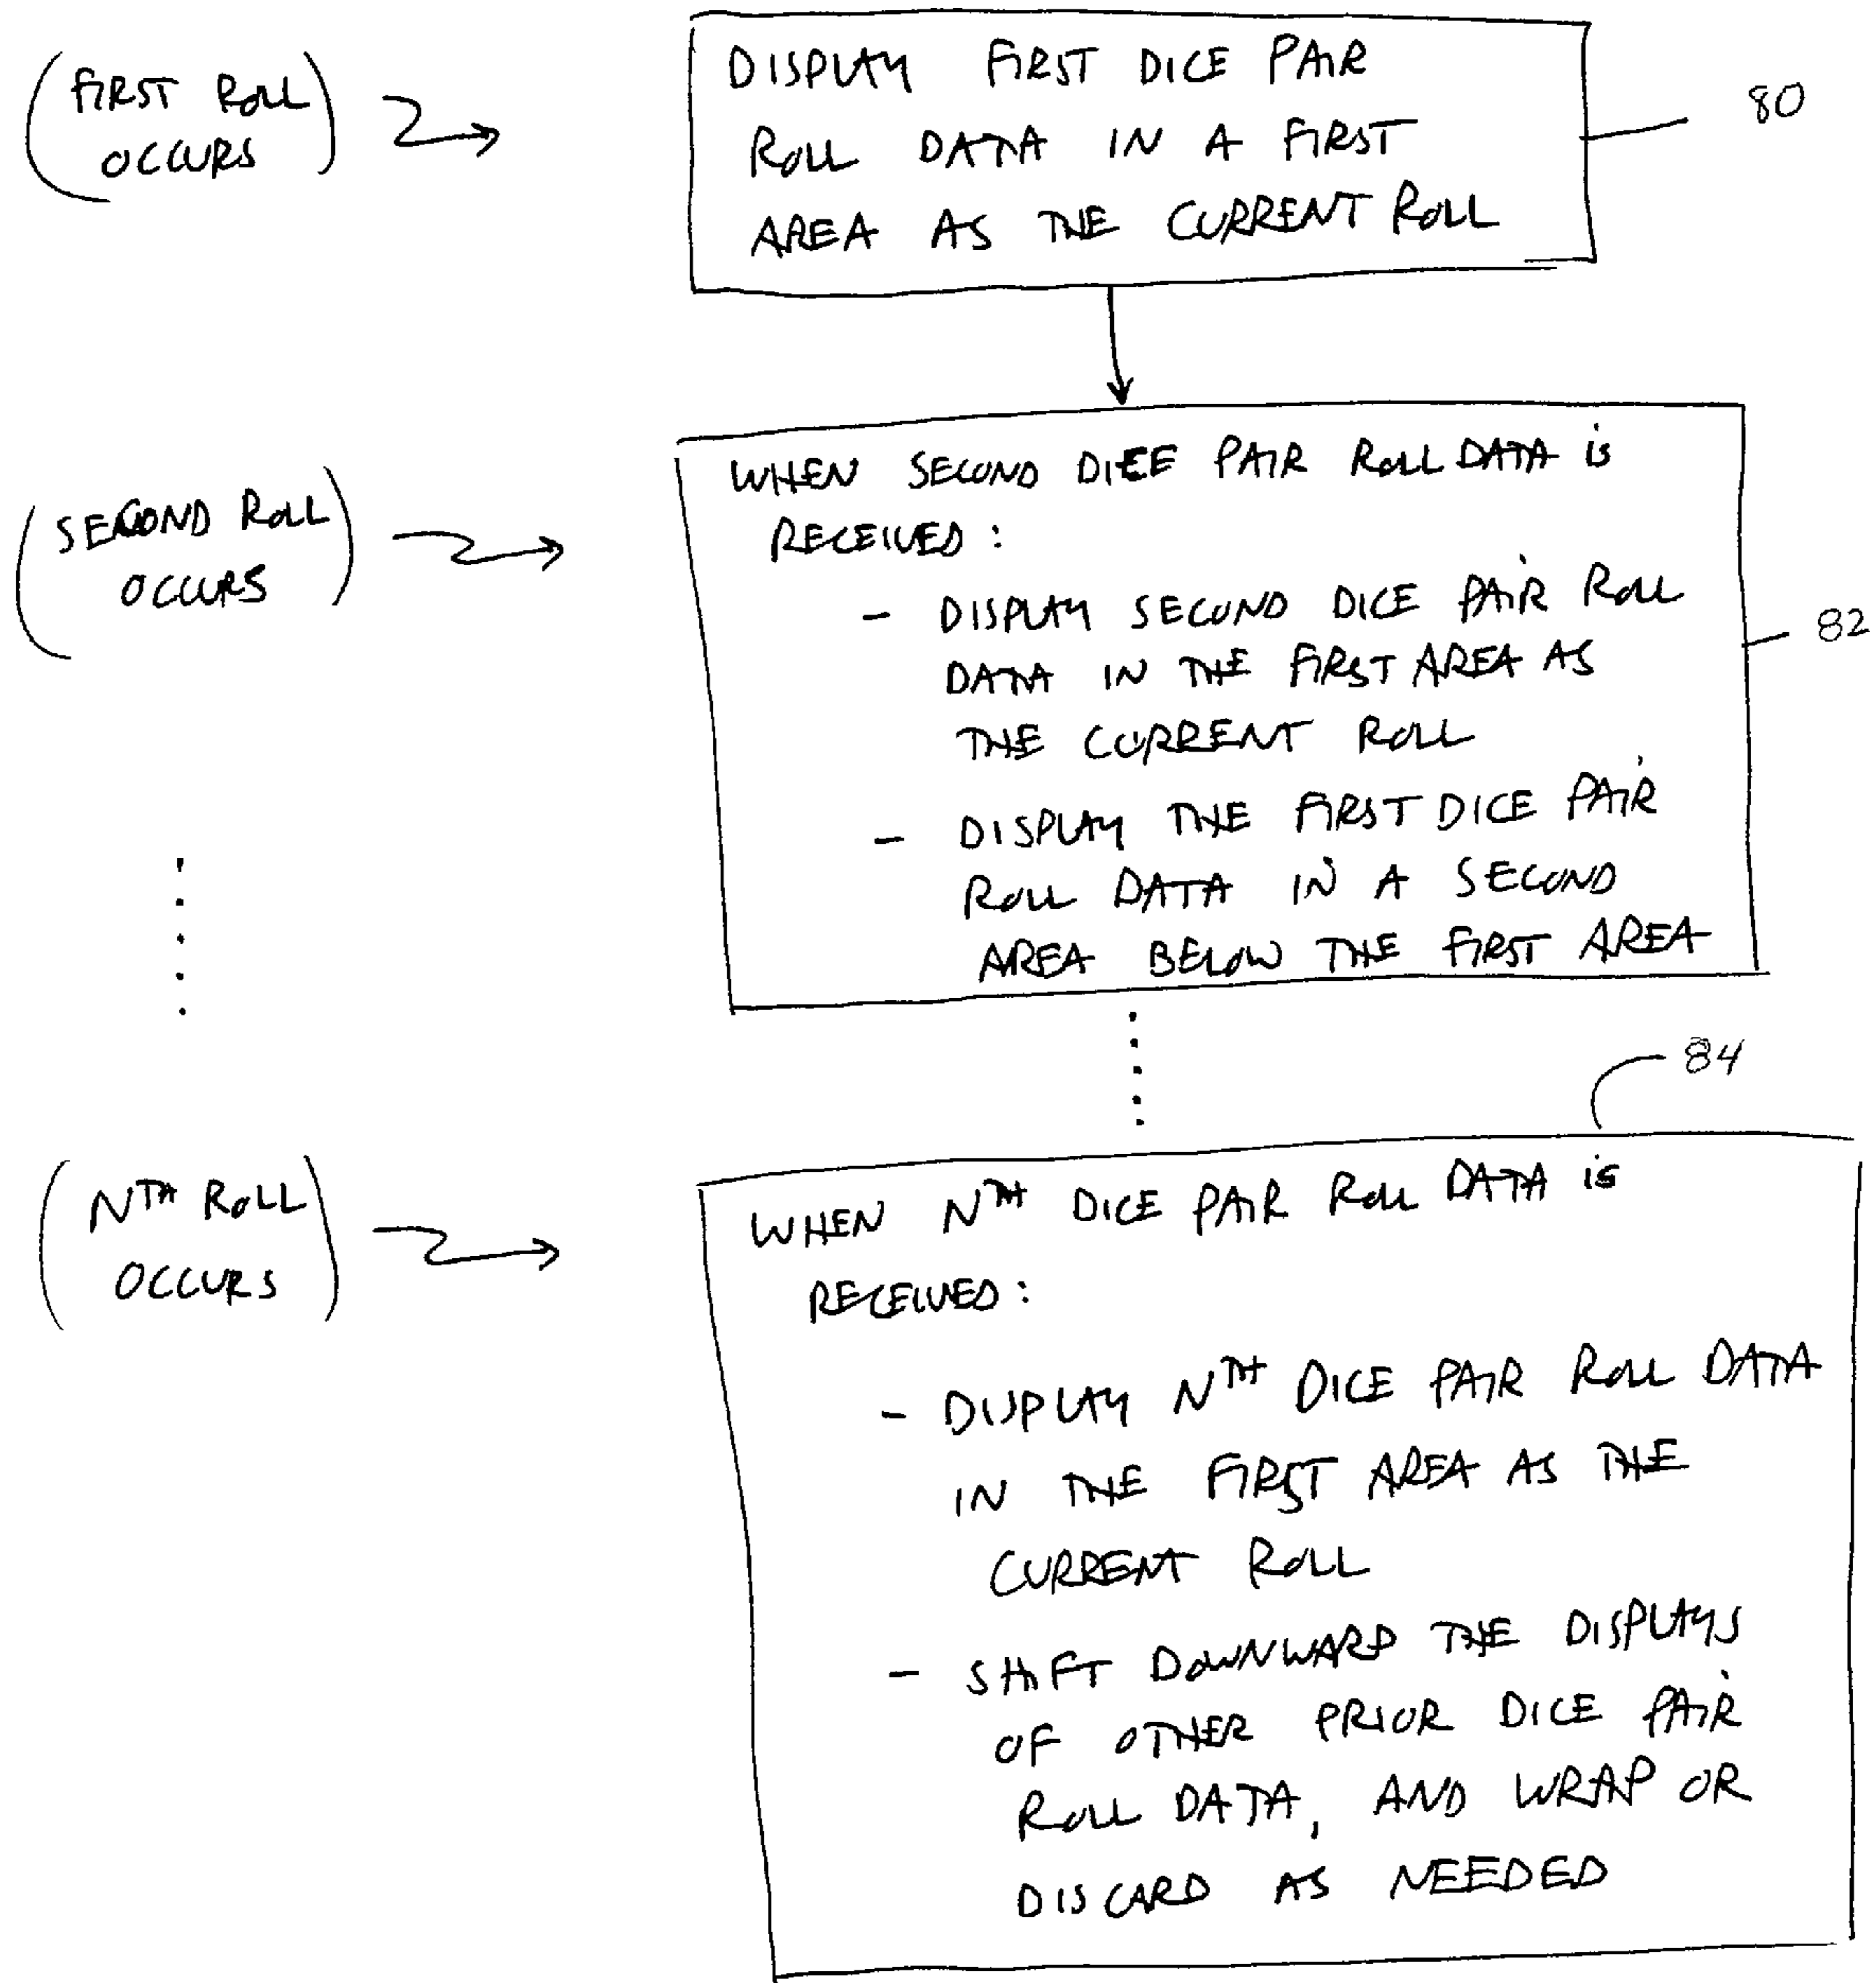 (FIRST ROLL
OCCURS)
DISPLAY FIRST DICE PAIR
ROLL DATA IN A FIRST
AREA AS THE CURRENT ROLL
80
(SECOND ROLL
OCCURS)
WHEN SECOND DICE PAIR ROLL DATA is
RECEIVED:
- DISPLAY SECOND DICE PAIR ROLL
DATA IN THE FIRST AREA AS
THE CURRENT ROLL
- DISPLAY THE FIRST DICE PAIR
ROLL DATA IN A SECOND
AREA BELOW THE FIRST AREA
82
84
(NTH ROLL
OCCURS)
WHEN NTH DICE PAIR ROLL DATA is
RECEIVED:
- DISPLAY NTH DICE PAIR ROLL DATA
IN THE FIRST AREA AS THE
CURRENT ROLL
- SHIFT DOWNWARD THE DISPLAYS
OF OTHER PRIOR DICE PAIR
ROLL DATA, AND WRAP OR
DISCARD AS NEEDED